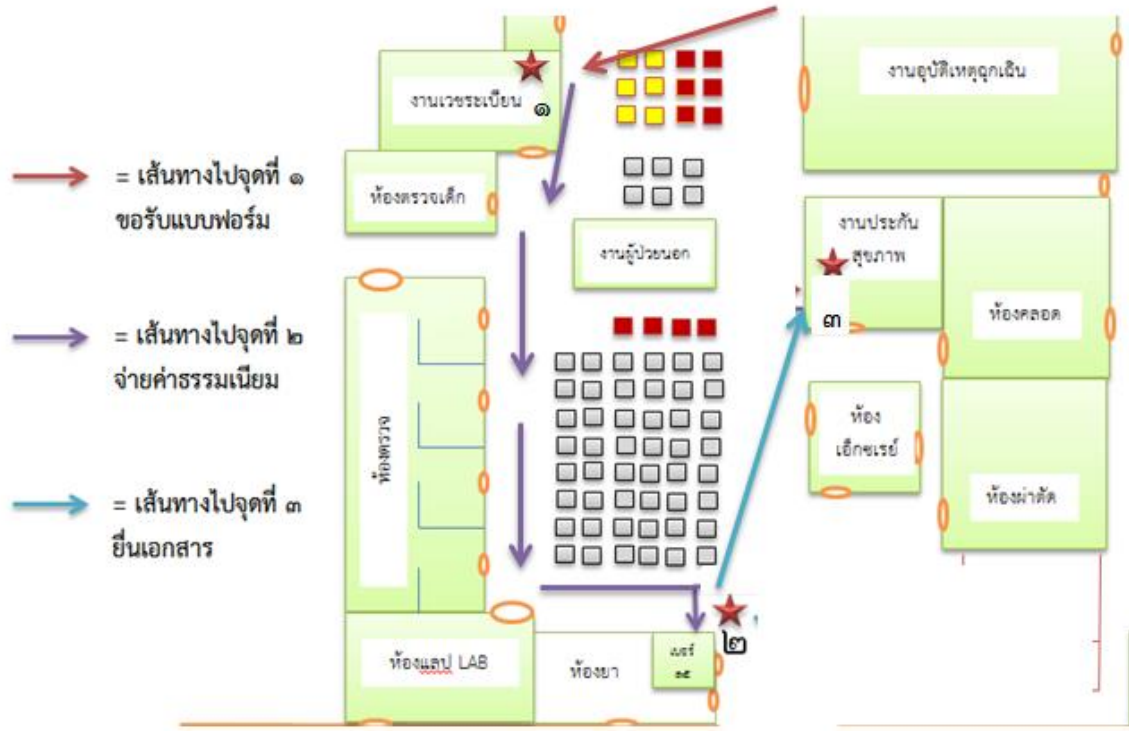 งานเวชระเบียน
๑
ห้องตรวจเด็ก
งานผู้ป่วยนอก
งานอุบัติเหตุฉุกเฉิน
งานประกัน
สุขภาพ
๓
ห้องคลอด
ห้อง
เอ็กซเรย์
ห้องผ่าตัด
ห้องตรวจ
ห้องแลป LAB
ห้องยา
เบอร์
๑๕
๒
= เส้นทางไปจุดที่ ๑
ขอรับแบบฟอร์ม
= เส้นทางไปจุดที่ ๒
จ่ายค่าธรรมเนียม
= เส้นทางไปจุดที่ ๓
ยื่นเอกสาร